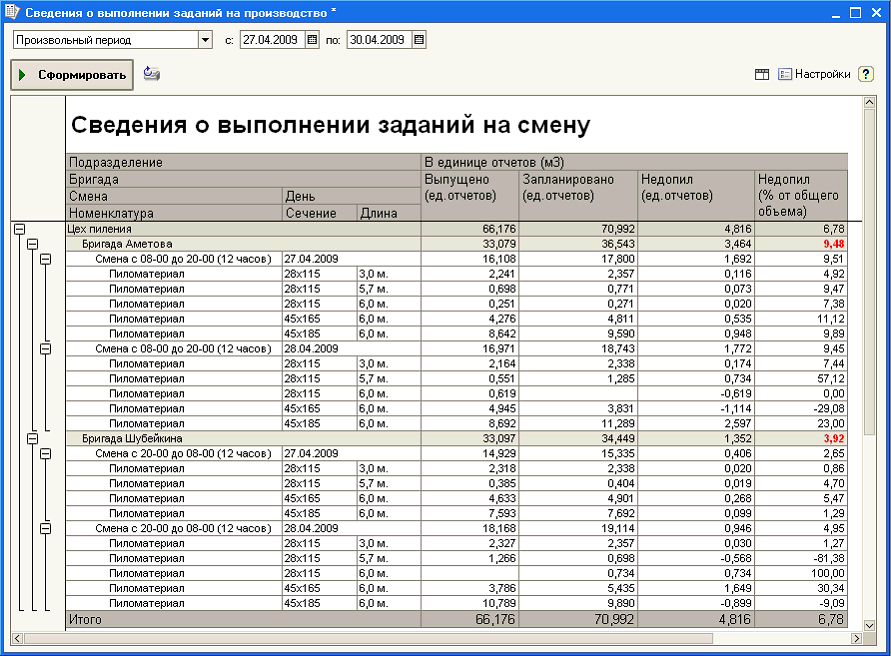 Сведения о выполнении заданий на производство *
Произвольный период с: 27.04.2009 по: 30.04.2009
Сформировать Настройки ?
Сведения о выполнении заданий на смену
Подразделение В единице отчетов (м3)
Бригада Выпущено (ед.отчетов) Запланировано (ед.отчетов) Недопил (ед.отчетов) Недопил (% от общего объема)
Смена День
Номенклатура Сечение Длина
Цех пиления 66,176 70,992 4,816 6,78
Бригада Аметова 33,079 36,543 3,464 9,48
Смена с 08-00 до 20-00 (12 часов) 27.04.2009 16,108 17,800 1,692 9,51
Пиломатериал 28x115 3,0 м. 2,241 2,357 0,116 4,92
Пиломатериал 28x115 5,7 м. 0,698 0,771 0,073 9,47
Пиломатериал 28x115 6,0 м. 0,251 0,271 0,020 7,38
Пиломатериал 45x165 6,0 м. 4,276 4,811 0,535 11,12
Пиломатериал 45x185 6,0 м. 8,642 9,590 0,948 9,89
Смена с 08-00 до 20-00 (12 часов) 28.04.2009 16,971 18,743 1,772 9,45
Пиломатериал 28x115 3,0 м. 2,164 2,338 0,174 7,44
Пиломатериал 28x115 5,7 м. 0,551 1,285 0,734 57,12
Пиломатериал 28x115 6,0 м. 0,619 -0,619 0,00
Пиломатериал 45x165 6,0 м. 4,945 3,831 -1,114 -29,08
Пиломатериал 45x185 6,0 м. 8,692 11,289 2,597 23,00
Бригада Шубейкина 33,097 34,449 1,352 3,92
Смена с 20-00 до 08-00 (12 часов) 27.04.2009 14,929 15,335 0,406 2,65
Пиломатериал 28x115 3,0 м. 2,318 2,338 0,020 0,86
Пиломатериал 28x115 5,7 м. 0,385 0,404 0,019 4,70
Пиломатериал 45x165 6,0 м. 4,633 4,901 0,268 5,47
Пиломатериал 45x185 6,0 м. 7,593 7,692 0,099 1,29
Смена с 20-00 до 08-00 (12 часов) 28.04.2009 18,168 19,114 0,946 4,95
Пиломатериал 28x115 3,0 м. 2,327 2,357 0,030 1,27
Пиломатериал 28x115 5,7 м. 1,266 0,698 -0,568 -81,38
Пиломатериал 28x115 6,0 м. 0,734 0,734 100,00
Пиломатериал 45x165 6,0 м. 3,786 5,435 1,649 30,34
Пиломатериал 45x185 6,0 м. 10,789 9,890 -0,899 -9,09
Итого 66,176 70,992 4,816 6,78